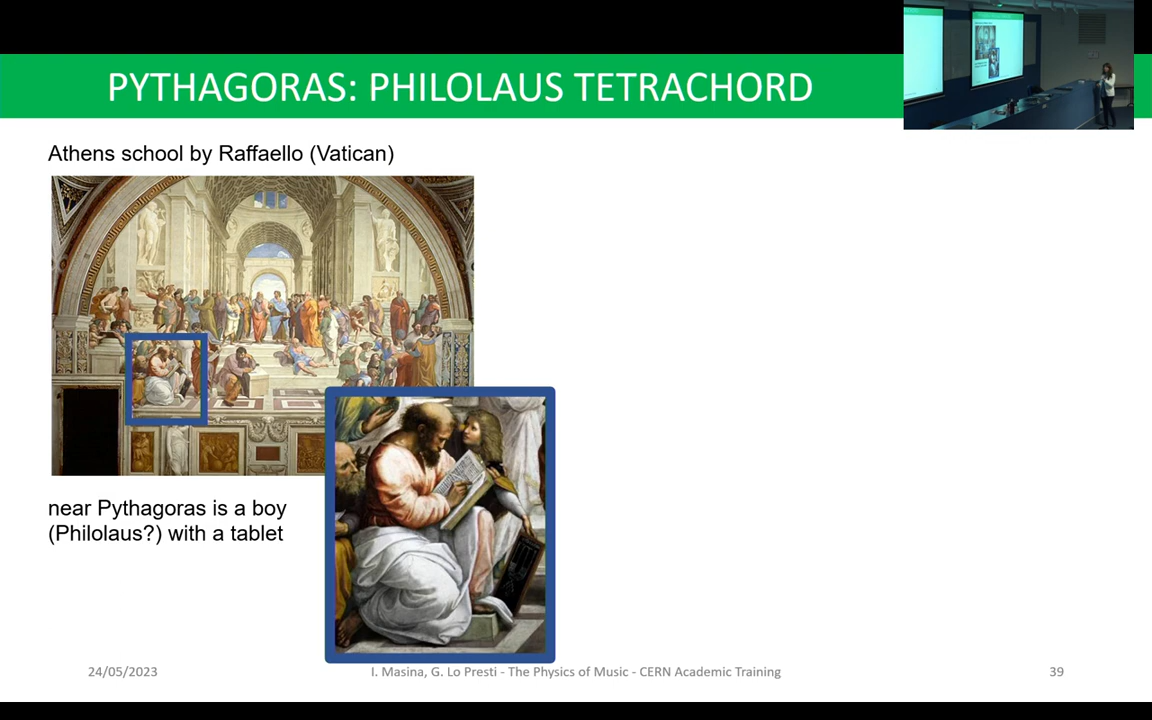 PYTHAGORAS: PHILOLAUS TETRACHORD
Athens school by Raffaello (Vatican)
near Pythagoras is a boy
(Philolaus?) with a tablet
24/05/2023
I. Masina, G. Lo Presti - The Physics of Music - CERN Academic Training
39